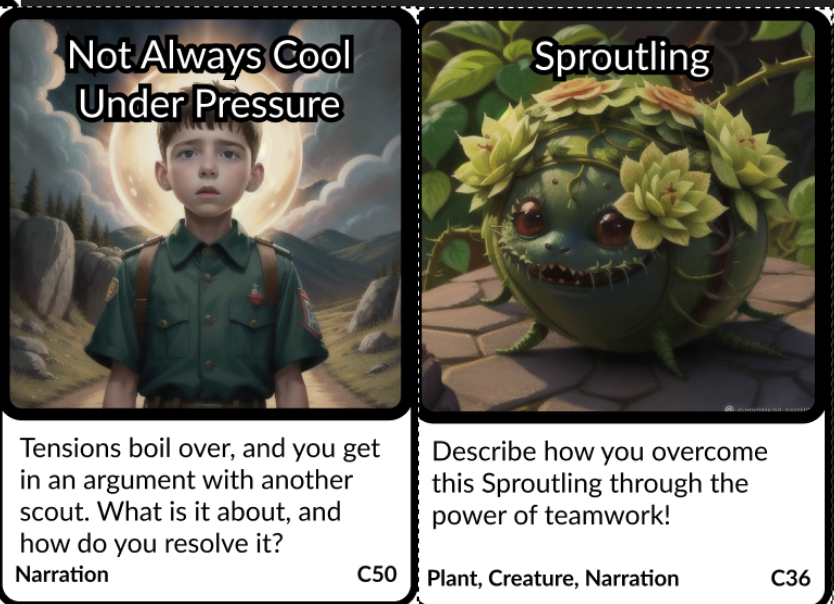 Not Always Cool
Under Pressure
Tensions boil over, and you get
in an argument with another
scout. What is it about, and
how do you resolve it?
Narration C50
Sproutling
Describe how you overcome
this Sproutling through the
power of teamwork!
Plant, Creature, Narration C36